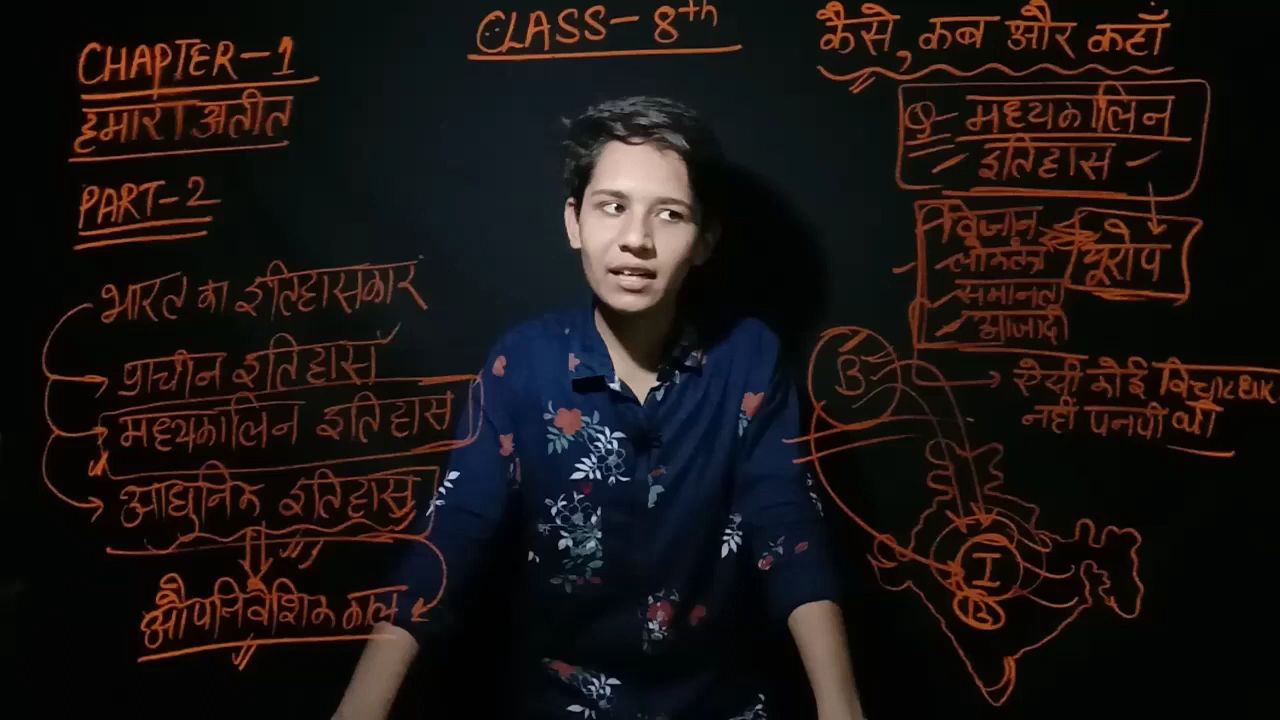 CLASS-8th
CHAPTER-1
हमारा अतीत
PART-2
भारत का इतिहासकार
प्राचीन इतिहास
मध्यकालिन इतिहास
आधुनिक इतिहास
औपनिवेशिक काल
कैसे, कब और कहाँ
Q- मध्यकालिन
इतिहास
विज्ञान
लोकतंत्र
समानता
आजादी
यूरोप
B
ऐसी कोई विचारधारा
नहीं पनपी थी
I
B